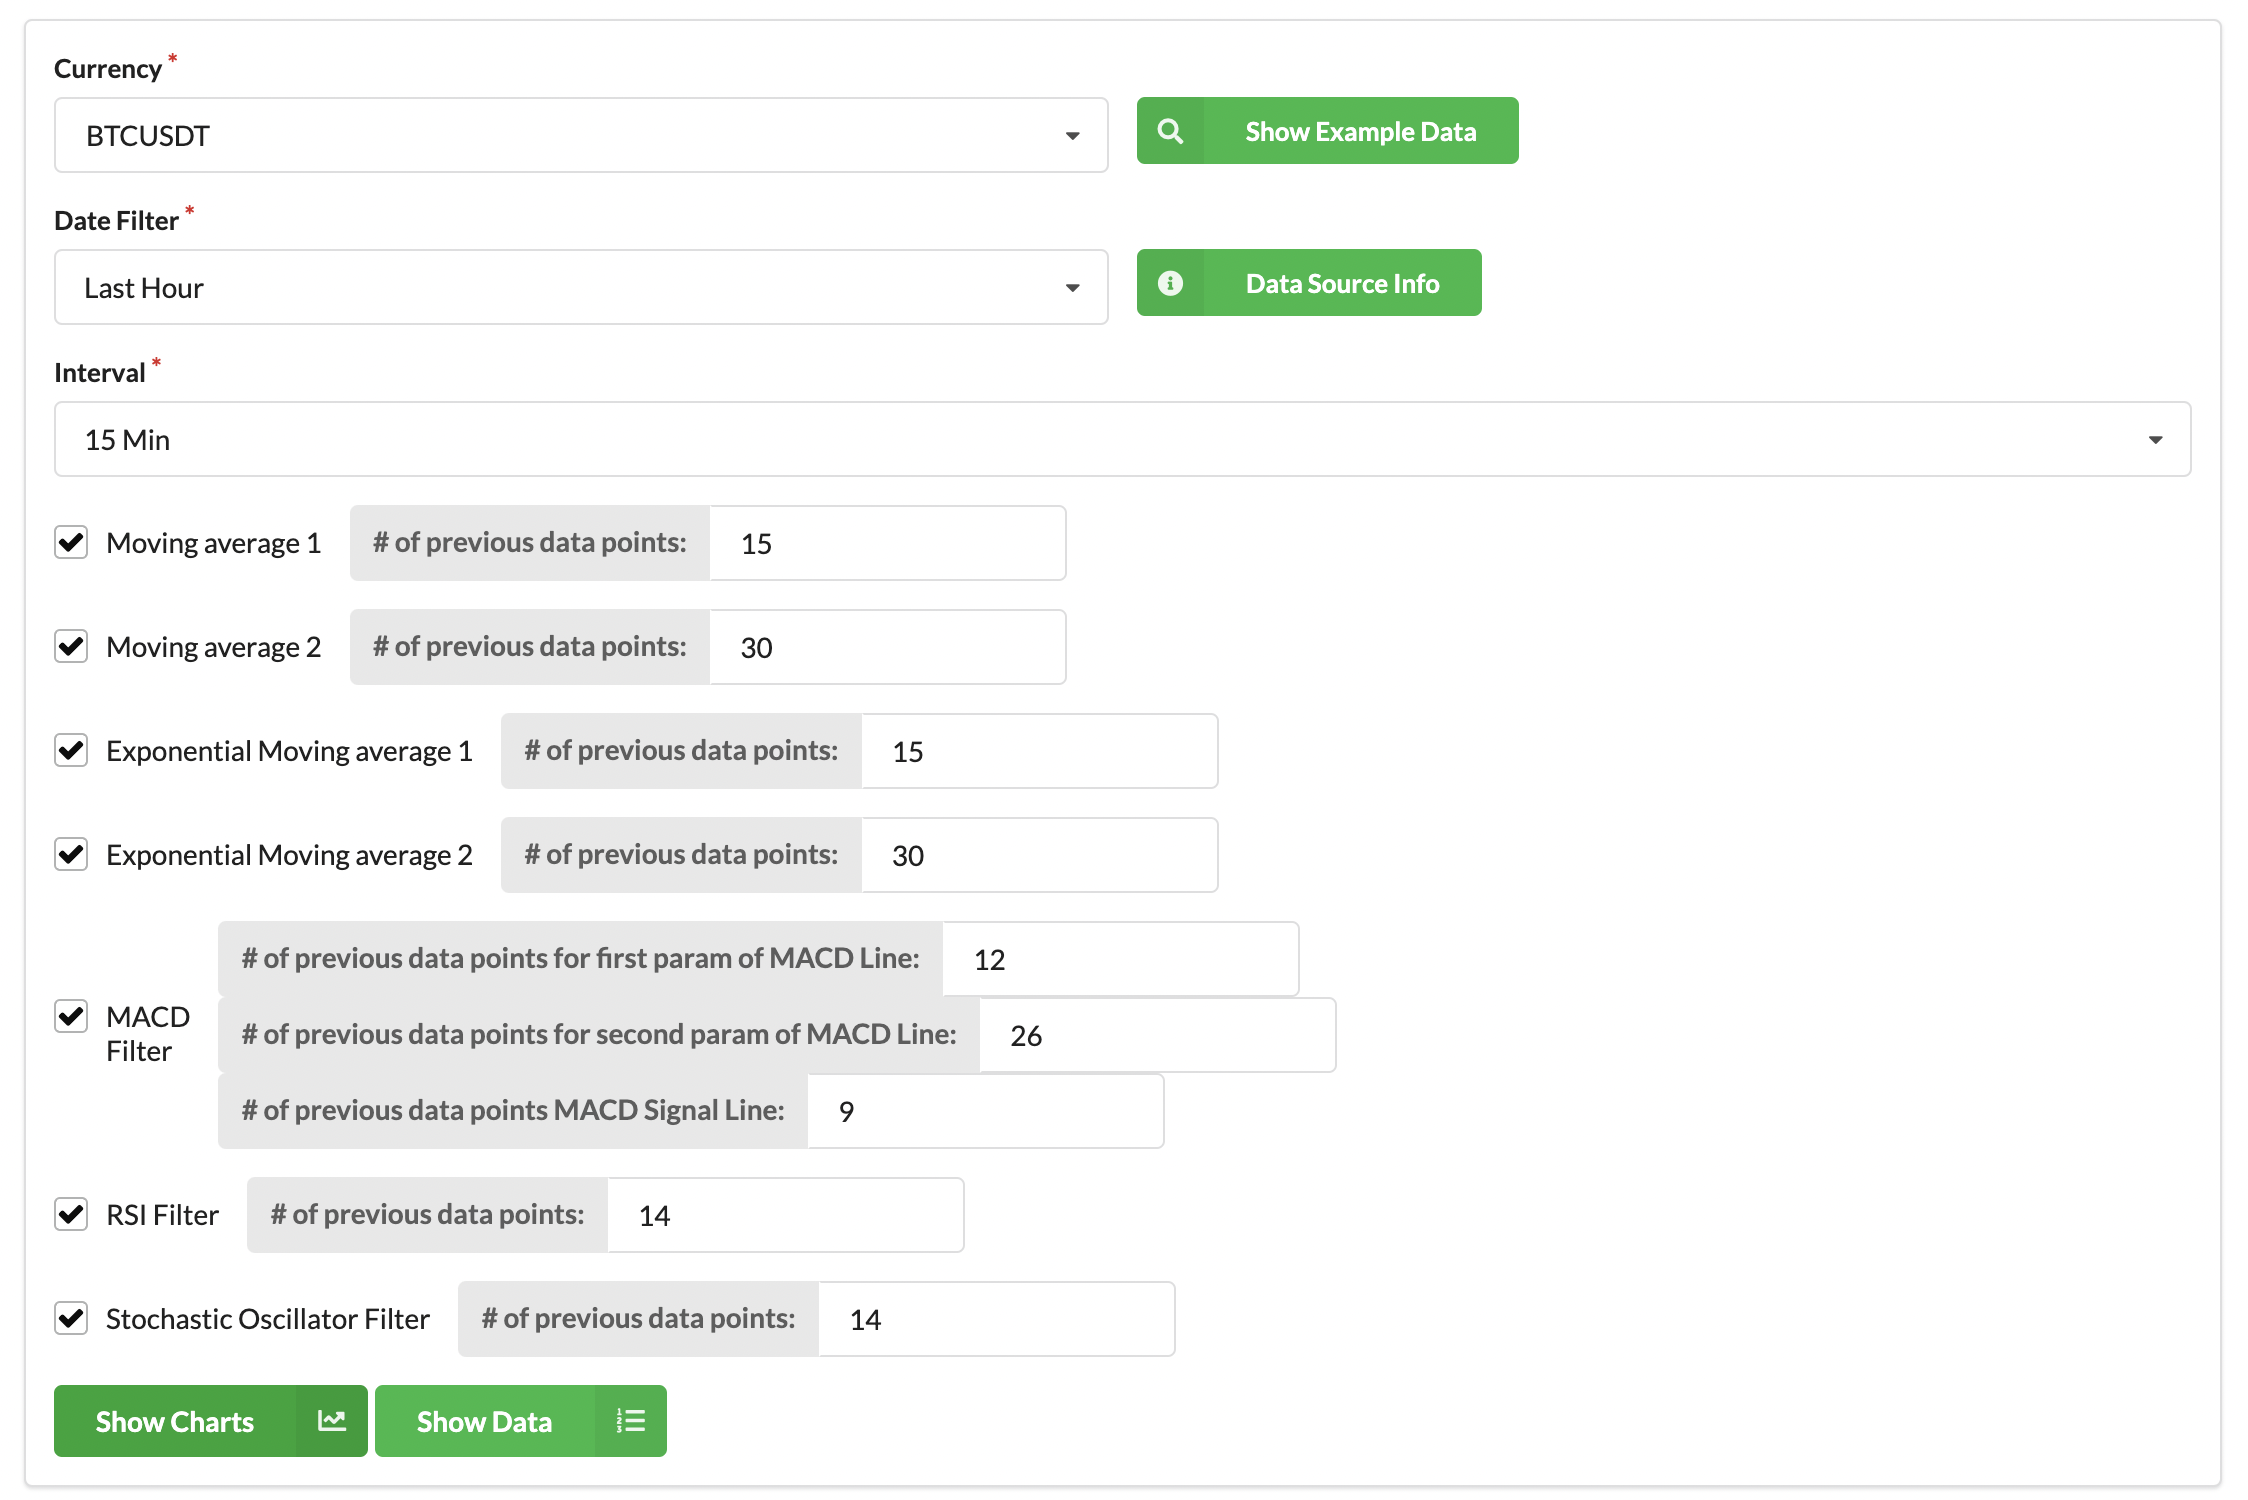 Currency *
BTCUSDT
Show Example Data
Date Filter *
Last Hour
Data Source Info
Interval *
15 Min
Moving average 1 # of previous data points: 15
Moving average 2 # of previous data points: 30
Exponential Moving average 1 # of previous data points: 15
Exponential Moving average 2 # of previous data points: 30
MACD
Filter
# of previous data points for first param of MACD Line: 12
# of previous data points for second param of MACD Line: 26
# of previous data points MACD Signal Line: 9
RSI Filter # of previous data points: 14
Stochastic Oscillator Filter # of previous data points: 14
Show Charts
Show Data